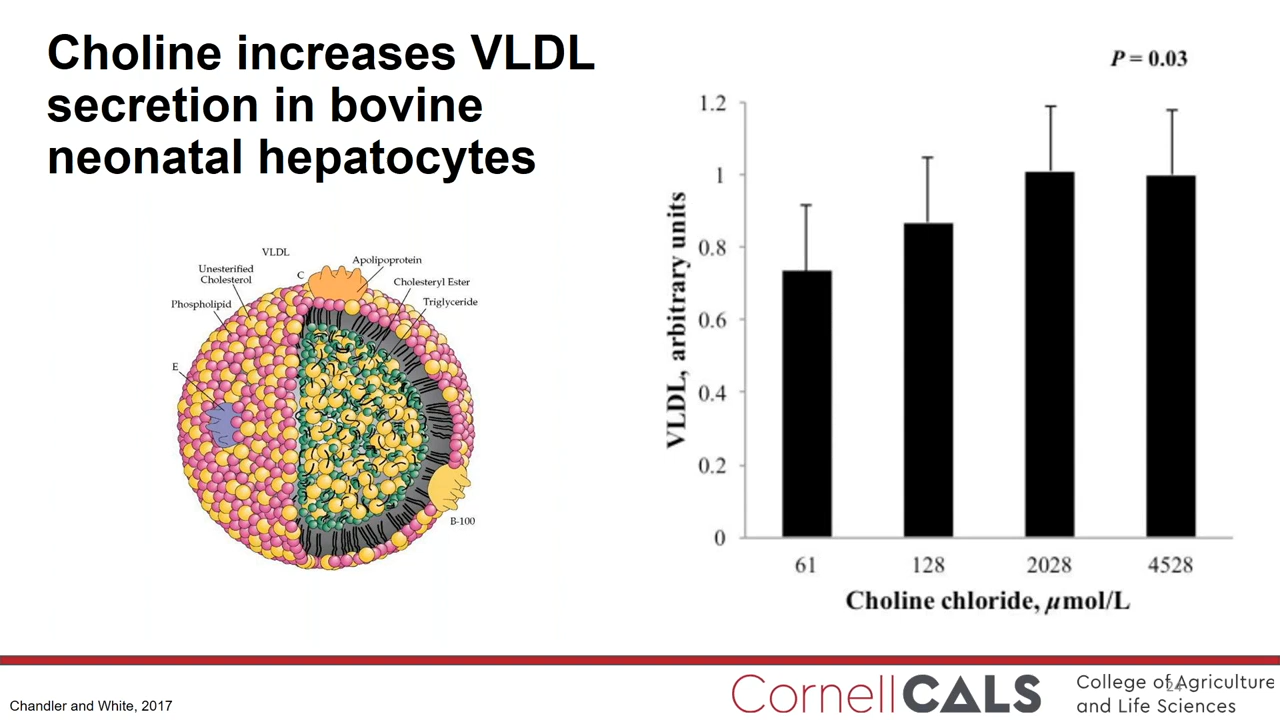 Choline increases VLDL
secretion in bovine
neonatal hepatocytes
VLDL
Apolipoprotein
Unesterified
Cholesterol
C
Cholesteryl Ester
Phospholipid
Triglyceride
E
B-100
P = 0.03
VLDL, arbitrary units
1.2
1
0.8
0.6
0.4
0.2
0
61 128 2028 4528
Choline chloride, µmol/L
Chandler and White, 2017
CornellCALS
College of Agriculture
and Life Sciences
24